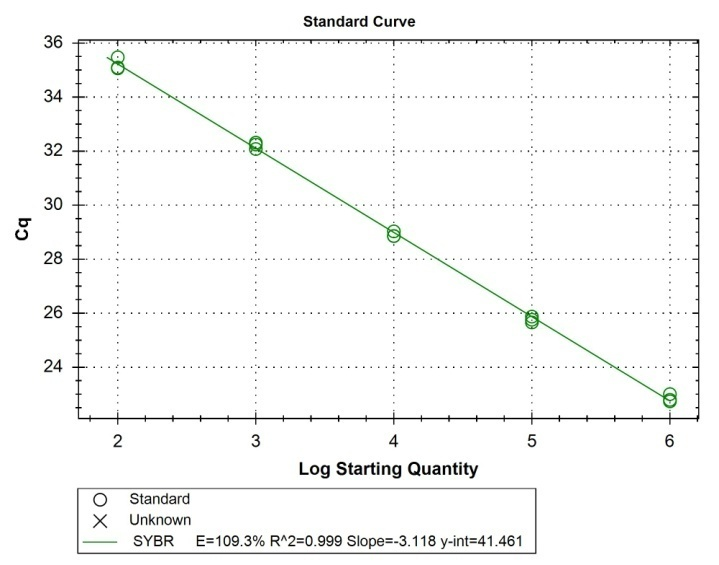 Standard Curve
36
34
32
30
28
26
24
Cq
2 3 4 5 6
Log Starting Quantity
Standard
Unknown
SYBR E=109.3% R^2=0.999 Slope=-3.118 y-int=41.461